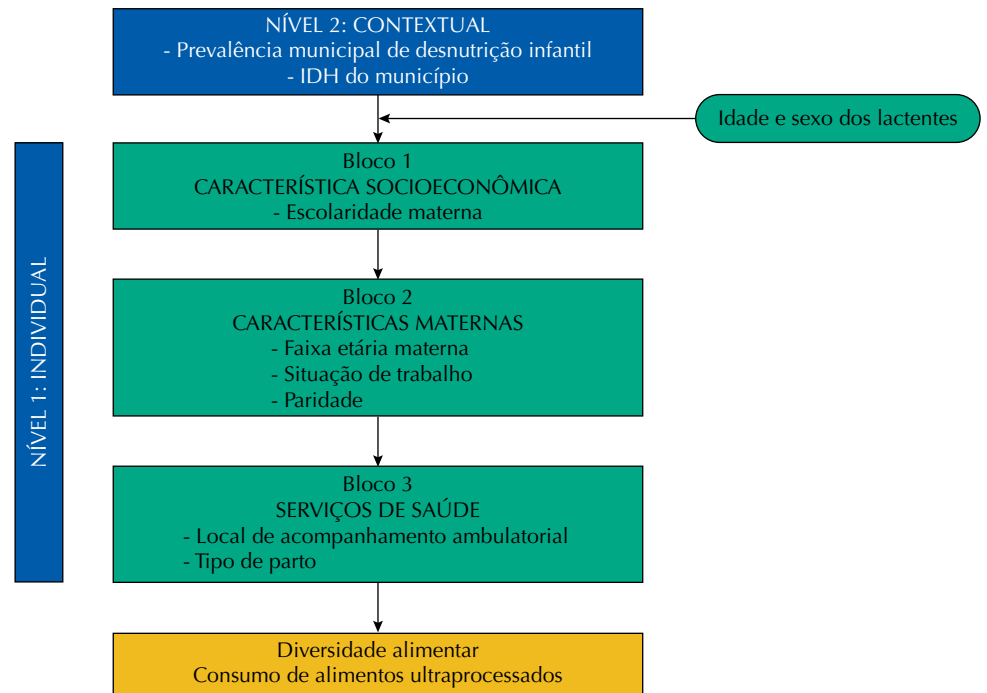 NÍVEL 2: CONTEXTUAL
- Prevalência municipal de desnutrição infantil
- IDH do município
Idade e sexo dos lactentes
NÍVEL 1: INDIVIDUAL
Bloco 1
CARACTERÍSTICA SOCIOECONÔMICA
- Escolaridade materna
Bloco 2
CARACTERÍSTICAS MATERNAS
- Faixa etária materna
- Situação de trabalho
- Paridade
Bloco 3
SERVIÇOS DE SAÚDE
- Local de acompanhamento ambulatorial
- Tipo de parto
Diversidade alimentar
Consumo de alimentos ultraprocessados